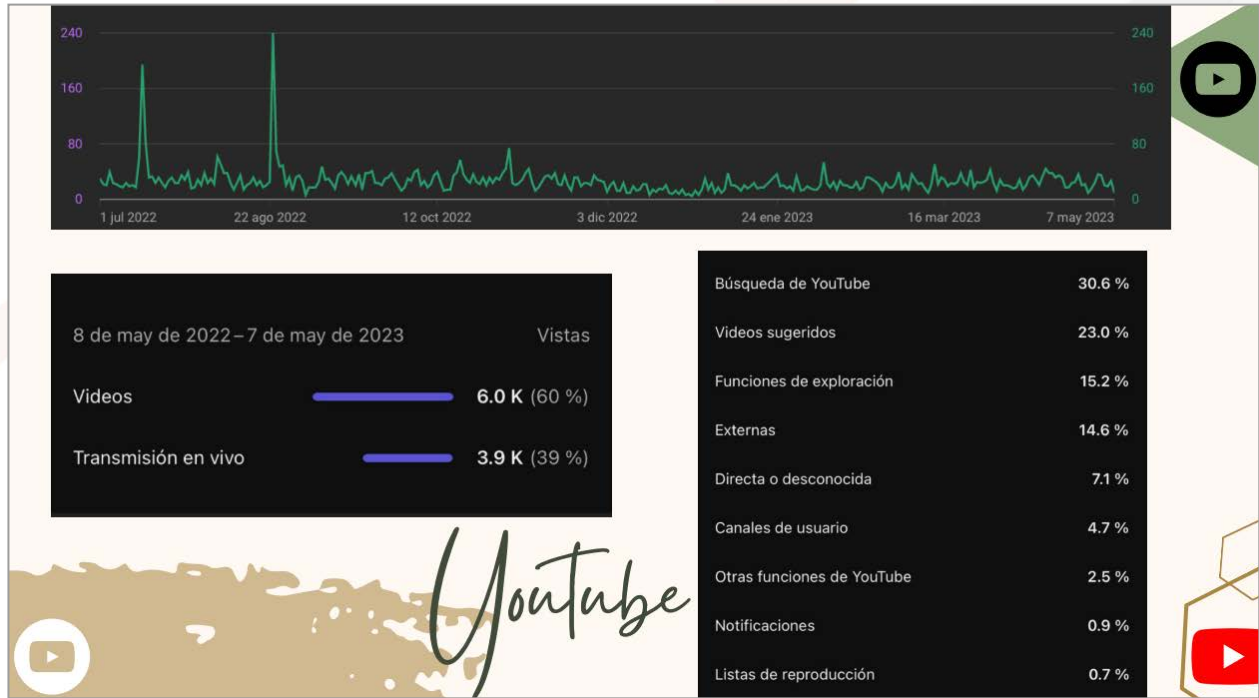 240 240
160 160
80 80
0 0
1 jul 2022 22 ago 2022 12 oct 2022 3 dic 2022 24 ene 2023 16 mar 2023 7 may 2023
8 de may de 2022 – 7 de may de 2023 Vistas
Videos 6.0 K (60 %)
Transmisión en vivo 3.9 K (39 %)
Búsqueda de YouTube 30.6 %
Videos sugeridos 23.0 %
Funciones de exploración 15.2 %
Externas 14.6 %
Directa o desconocida 7.1 %
Canales de usuario 4.7 %
Otras funciones de YouTube 2.5 %
Notificaciones 0.9 %
Listas de reproducción 0.7 %
Youtube